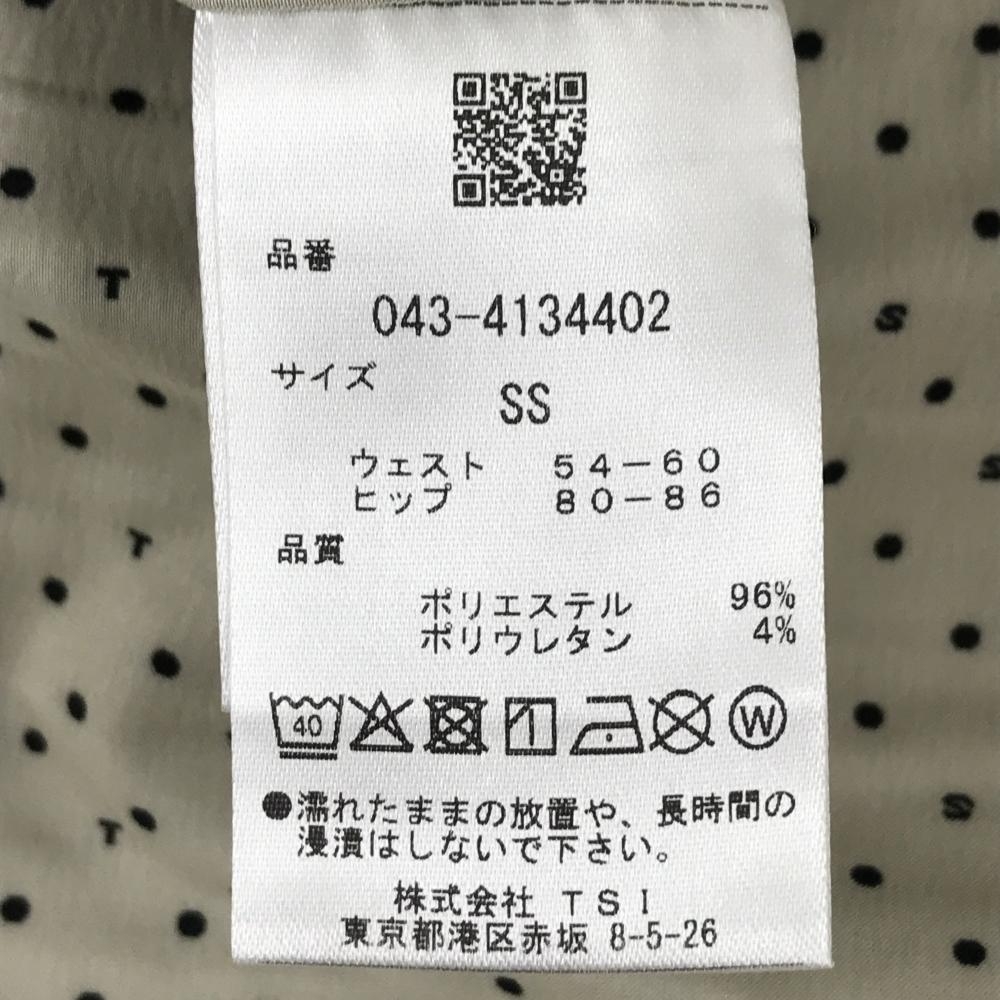 品番
043-4134402
サイズ
SS
ウェスト 54-60
ヒップ 80-86
品質
ポリエステル 96%
ポリウレタン 4%
40 W
●濡れたままの放置や、長時間の
浸漬はしないで下さい。
株式会社 TSI
東京都港区赤坂 8-5-26
T
S
S
T
T
S